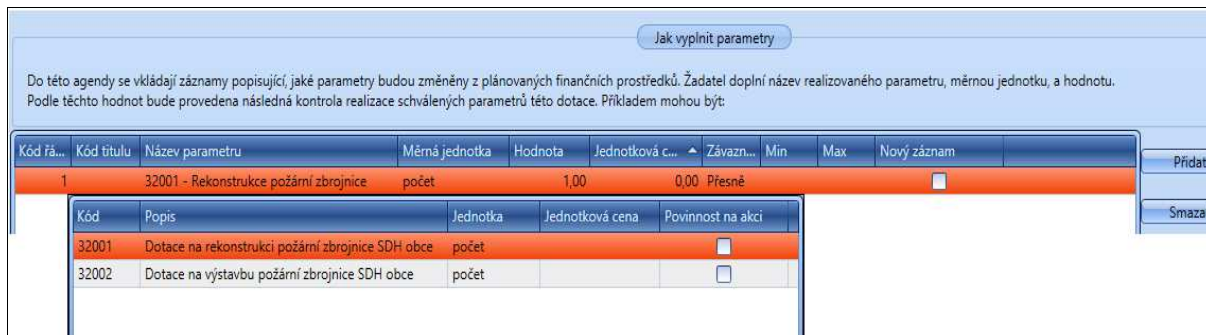 Jak vyplnit parametry
Do této agendy se vkládají záznamy popisující, jaké parametry budou změněny z plánovaných finančních prostředků. Žadatel doplní název realizovaného parametru, měrnou jednotku, a hodnotu.
Podle těchto hodnot bude provedena následná kontrola realizace schválených parametrů této dotace. Příkladem mohou být:
Kód řá... Kód titulu Název parametru Měrná jednotka Hodnota Jednotková c... Závazn... Min Max Nový záznam
Přidat
1 32001 - Rekonstrukce požární zbrojnice počet 1,00 0,00 Přesně
Kód Popis Jednotka Jednotková cena Povinnost na akci
Smaza
32001 Dotace na rekonstrukci požární zbrojnice SDH obce počet
32002 Dotace na výstavbu požární zbrojnice SDH obce počet